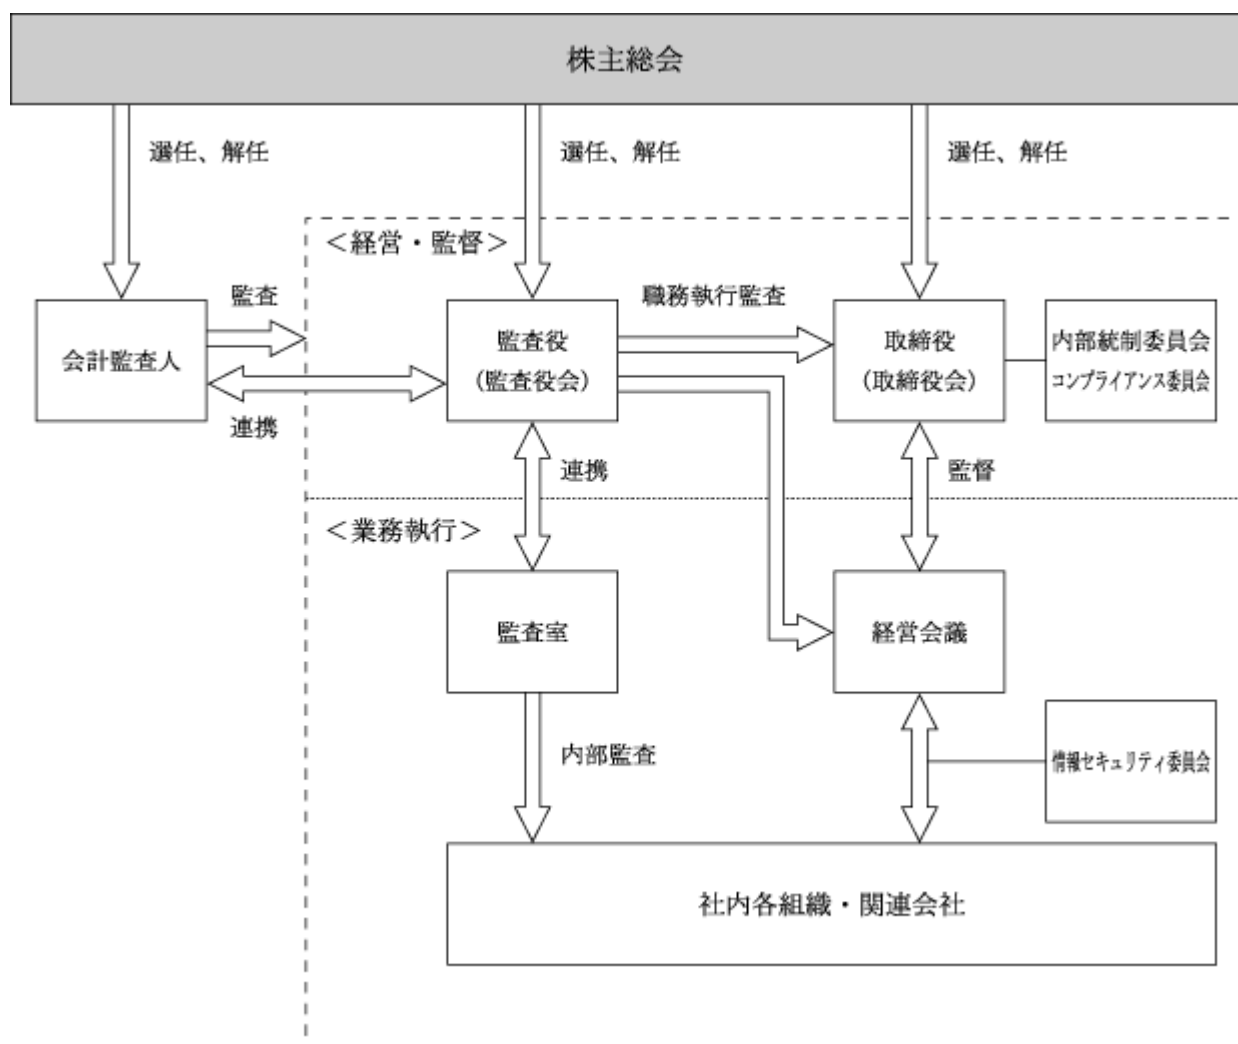 株主総会
選任、解任
選任、解任
選任、解任
＜経営・監督＞
監査
職務執行監査
会計監査人
監査役
（監査役会）
取締役
（取締役会）
内部統制委員会
コンプライアンス委員会
連携
連携
監督
＜業務執行＞
監査室
経営会議
内部監査
情報セキュリティ委員会
社内各組織・関連会社